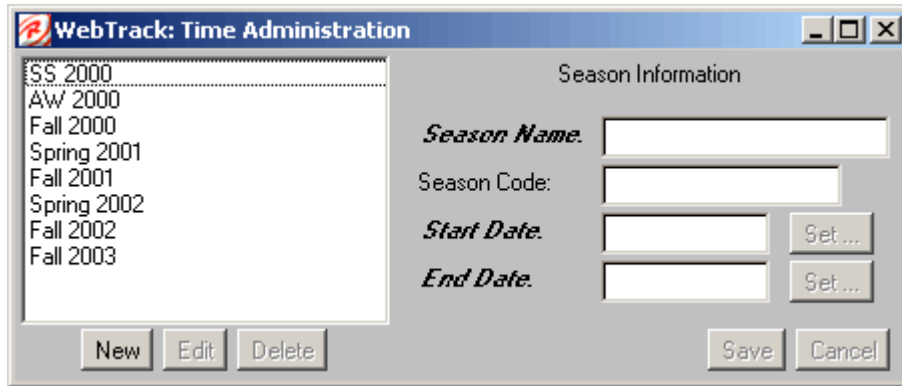 WebTrack: Time Administration
SS 2000
AW 2000
Fall 2000
Spring 2001
Fall 2001
Spring 2002
Fall 2002
Fall 2003
New Edit Delete
Season Information
Season Name.
Season Code:
Start Date.
Set ...
End Date.
Set ...
Save Cancel